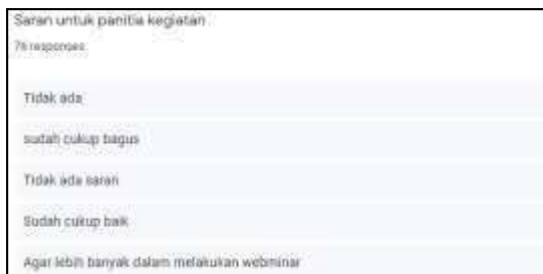 Saran untuk panitia kegiatan
76 responses
Tidak ada
sudah cukup bagus
Tidak ada saran
Sudah cukup baik
Agar lebih banyak dalam melakukan webminar